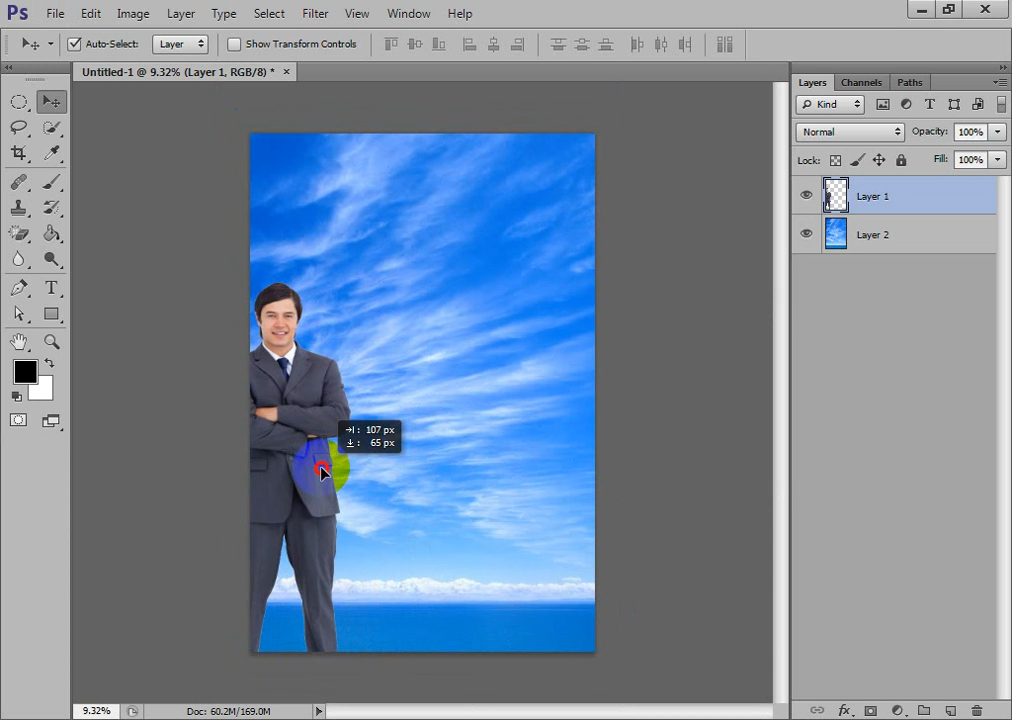 Ps File Edit Image Layer Type Select Filter View Window Help
Auto-Select: Layer Show Transform Controls
Untitled-1 @ 9.32% (Layer 1, RGB/8) * ×
Layers Channels Paths
Kind
Normal Opacity: 100%
Lock: Fill: 100%
Layer 1
Layer 2
107 px
65 px
9.32% Doc: 60.2M/169.0M